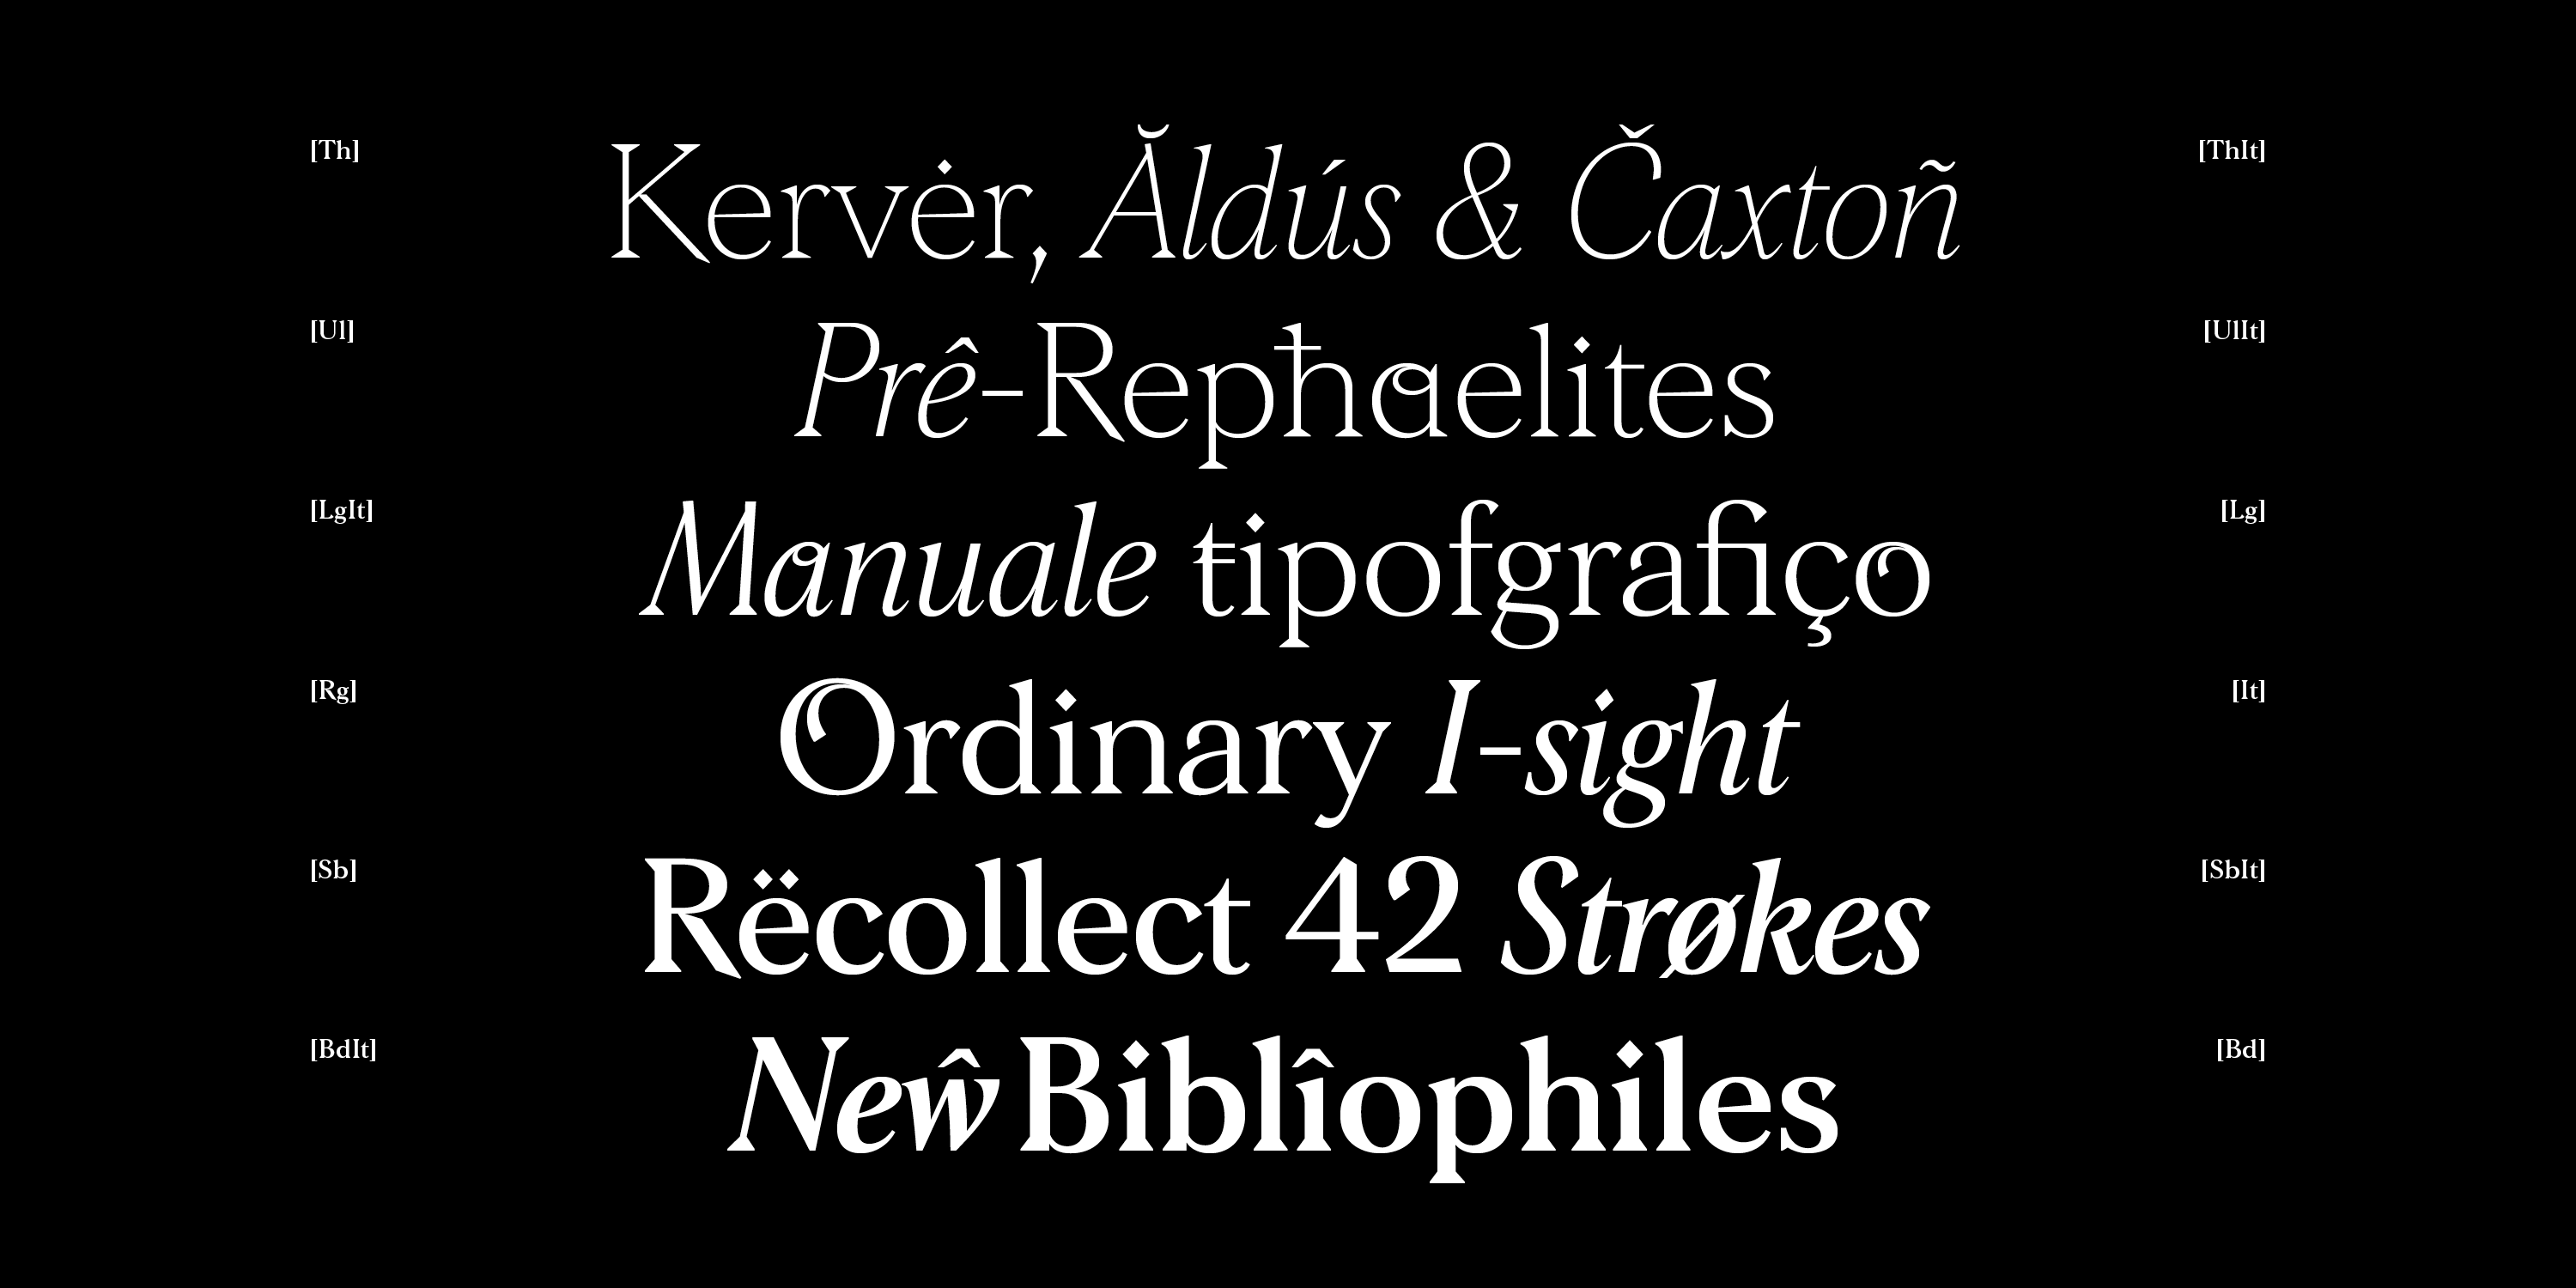 [Th] Kervėr, Ăldús & Čaxtoñ [ThIt]
[Ul] Prê-Repħaelites [UlIt]
[LgIt] Manuale ŧipofgrafiço [Lg]
[Rg] Ordinary I-sight [It]
[Sb] Rëcollect 42 Strøkes [SbIt]
[BdIt] Neŵ Biblîophiles [Bd]